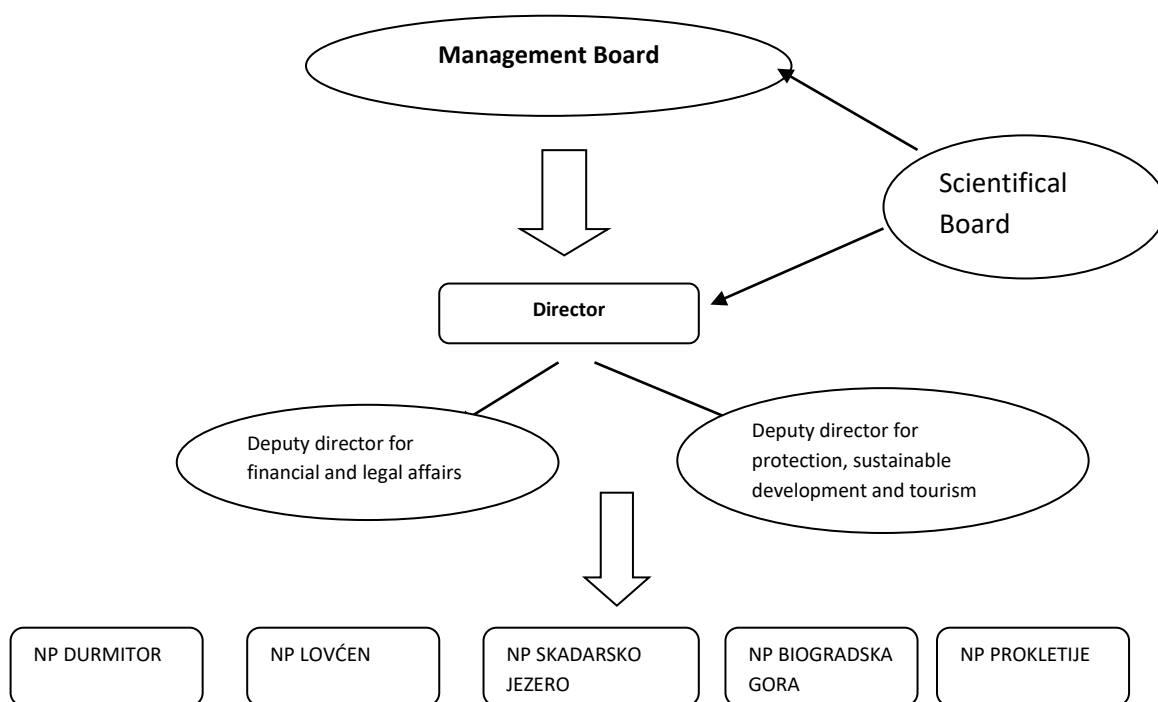 Management Board
Scientifical
Board
Director
Deputy director for
financial and legal affairs
Deputy director for
protection, sustainable
development and tourism
NP DURMITOR
NP LOVĆEN
NP SKADARSKO
JEZERO
NP BIOGRADSKA
GORA
NP PROKLETIJE